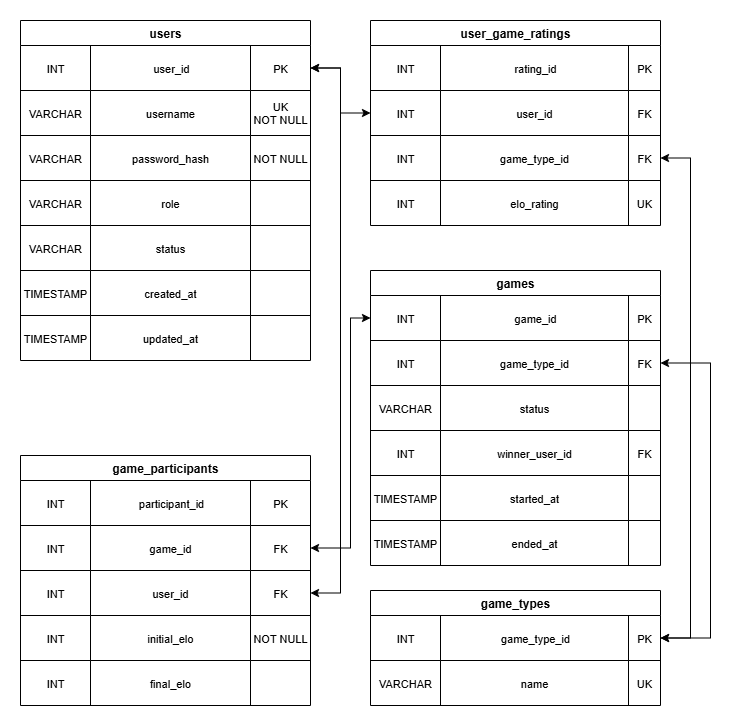 users
INT user_id PK
VARCHAR username UK
NOT NULL
VARCHAR password_hash NOT NULL
VARCHAR role
VARCHAR status
TIMESTAMP created_at
TIMESTAMP updated_at
user_game_ratings
INT rating_id PK
INT user_id FK
INT game_type_id FK
INT elo_rating UK
games
INT game_id PK
INT game_type_id FK
VARCHAR status
INT winner_user_id FK
TIMESTAMP started_at
TIMESTAMP ended_at
game_participants
INT participant_id PK
INT game_id FK
INT user_id FK
INT initial_elo NOT NULL
INT final_elo
game_types
INT game_type_id PK
VARCHAR name UK